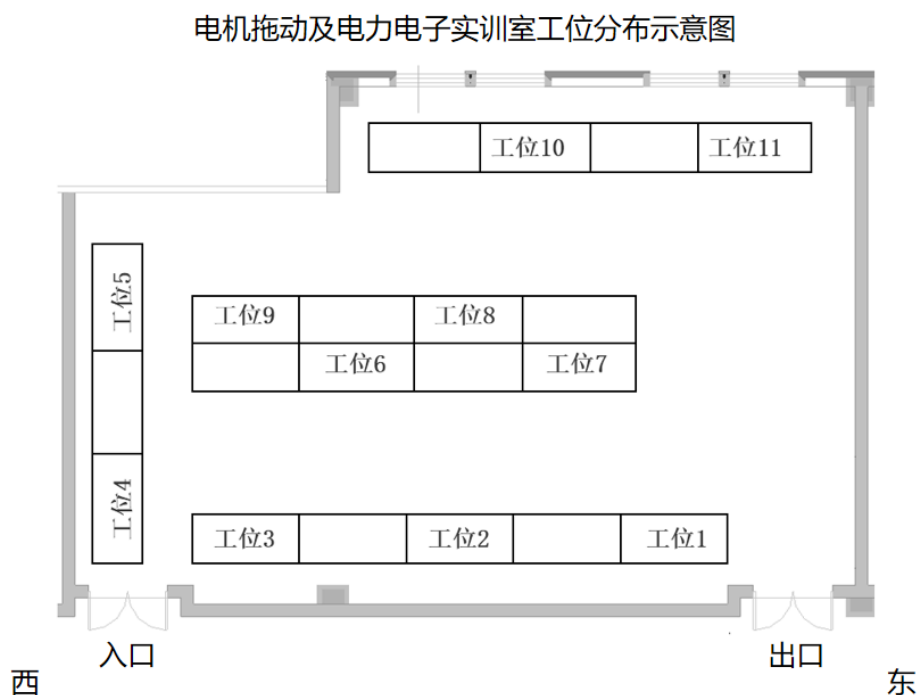 电机拖动及电力电子实训室工位分布示意图
工位10
工位11
工位5
工位9
工位8
工位6
工位7
工位4
工位3
工位2
工位1
入口
出口
西
东